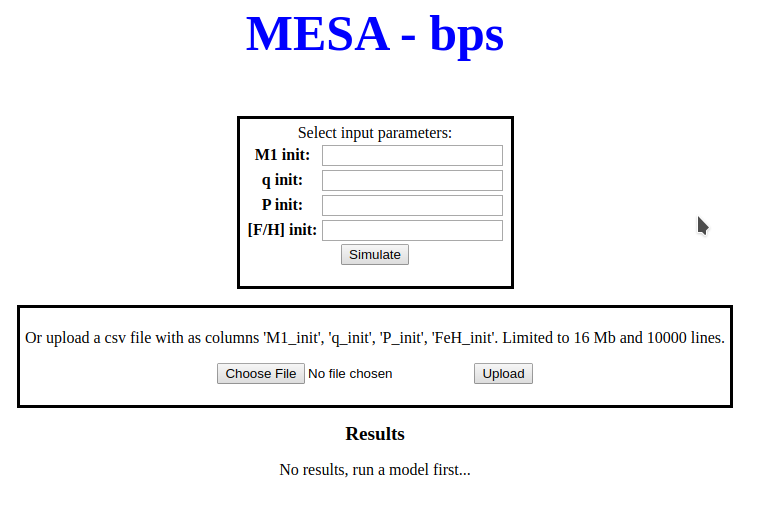 MESA - bps
Select input parameters:
M1 init:
q init:
P init:
[F/H] init:
Simulate
Or upload a csv file with as columns 'M1_init', 'q_init', 'P_init', 'FeH_init'. Limited to 16 Mb and 10000 lines.
Choose File No file chosen Upload
Results
No results, run a model first...